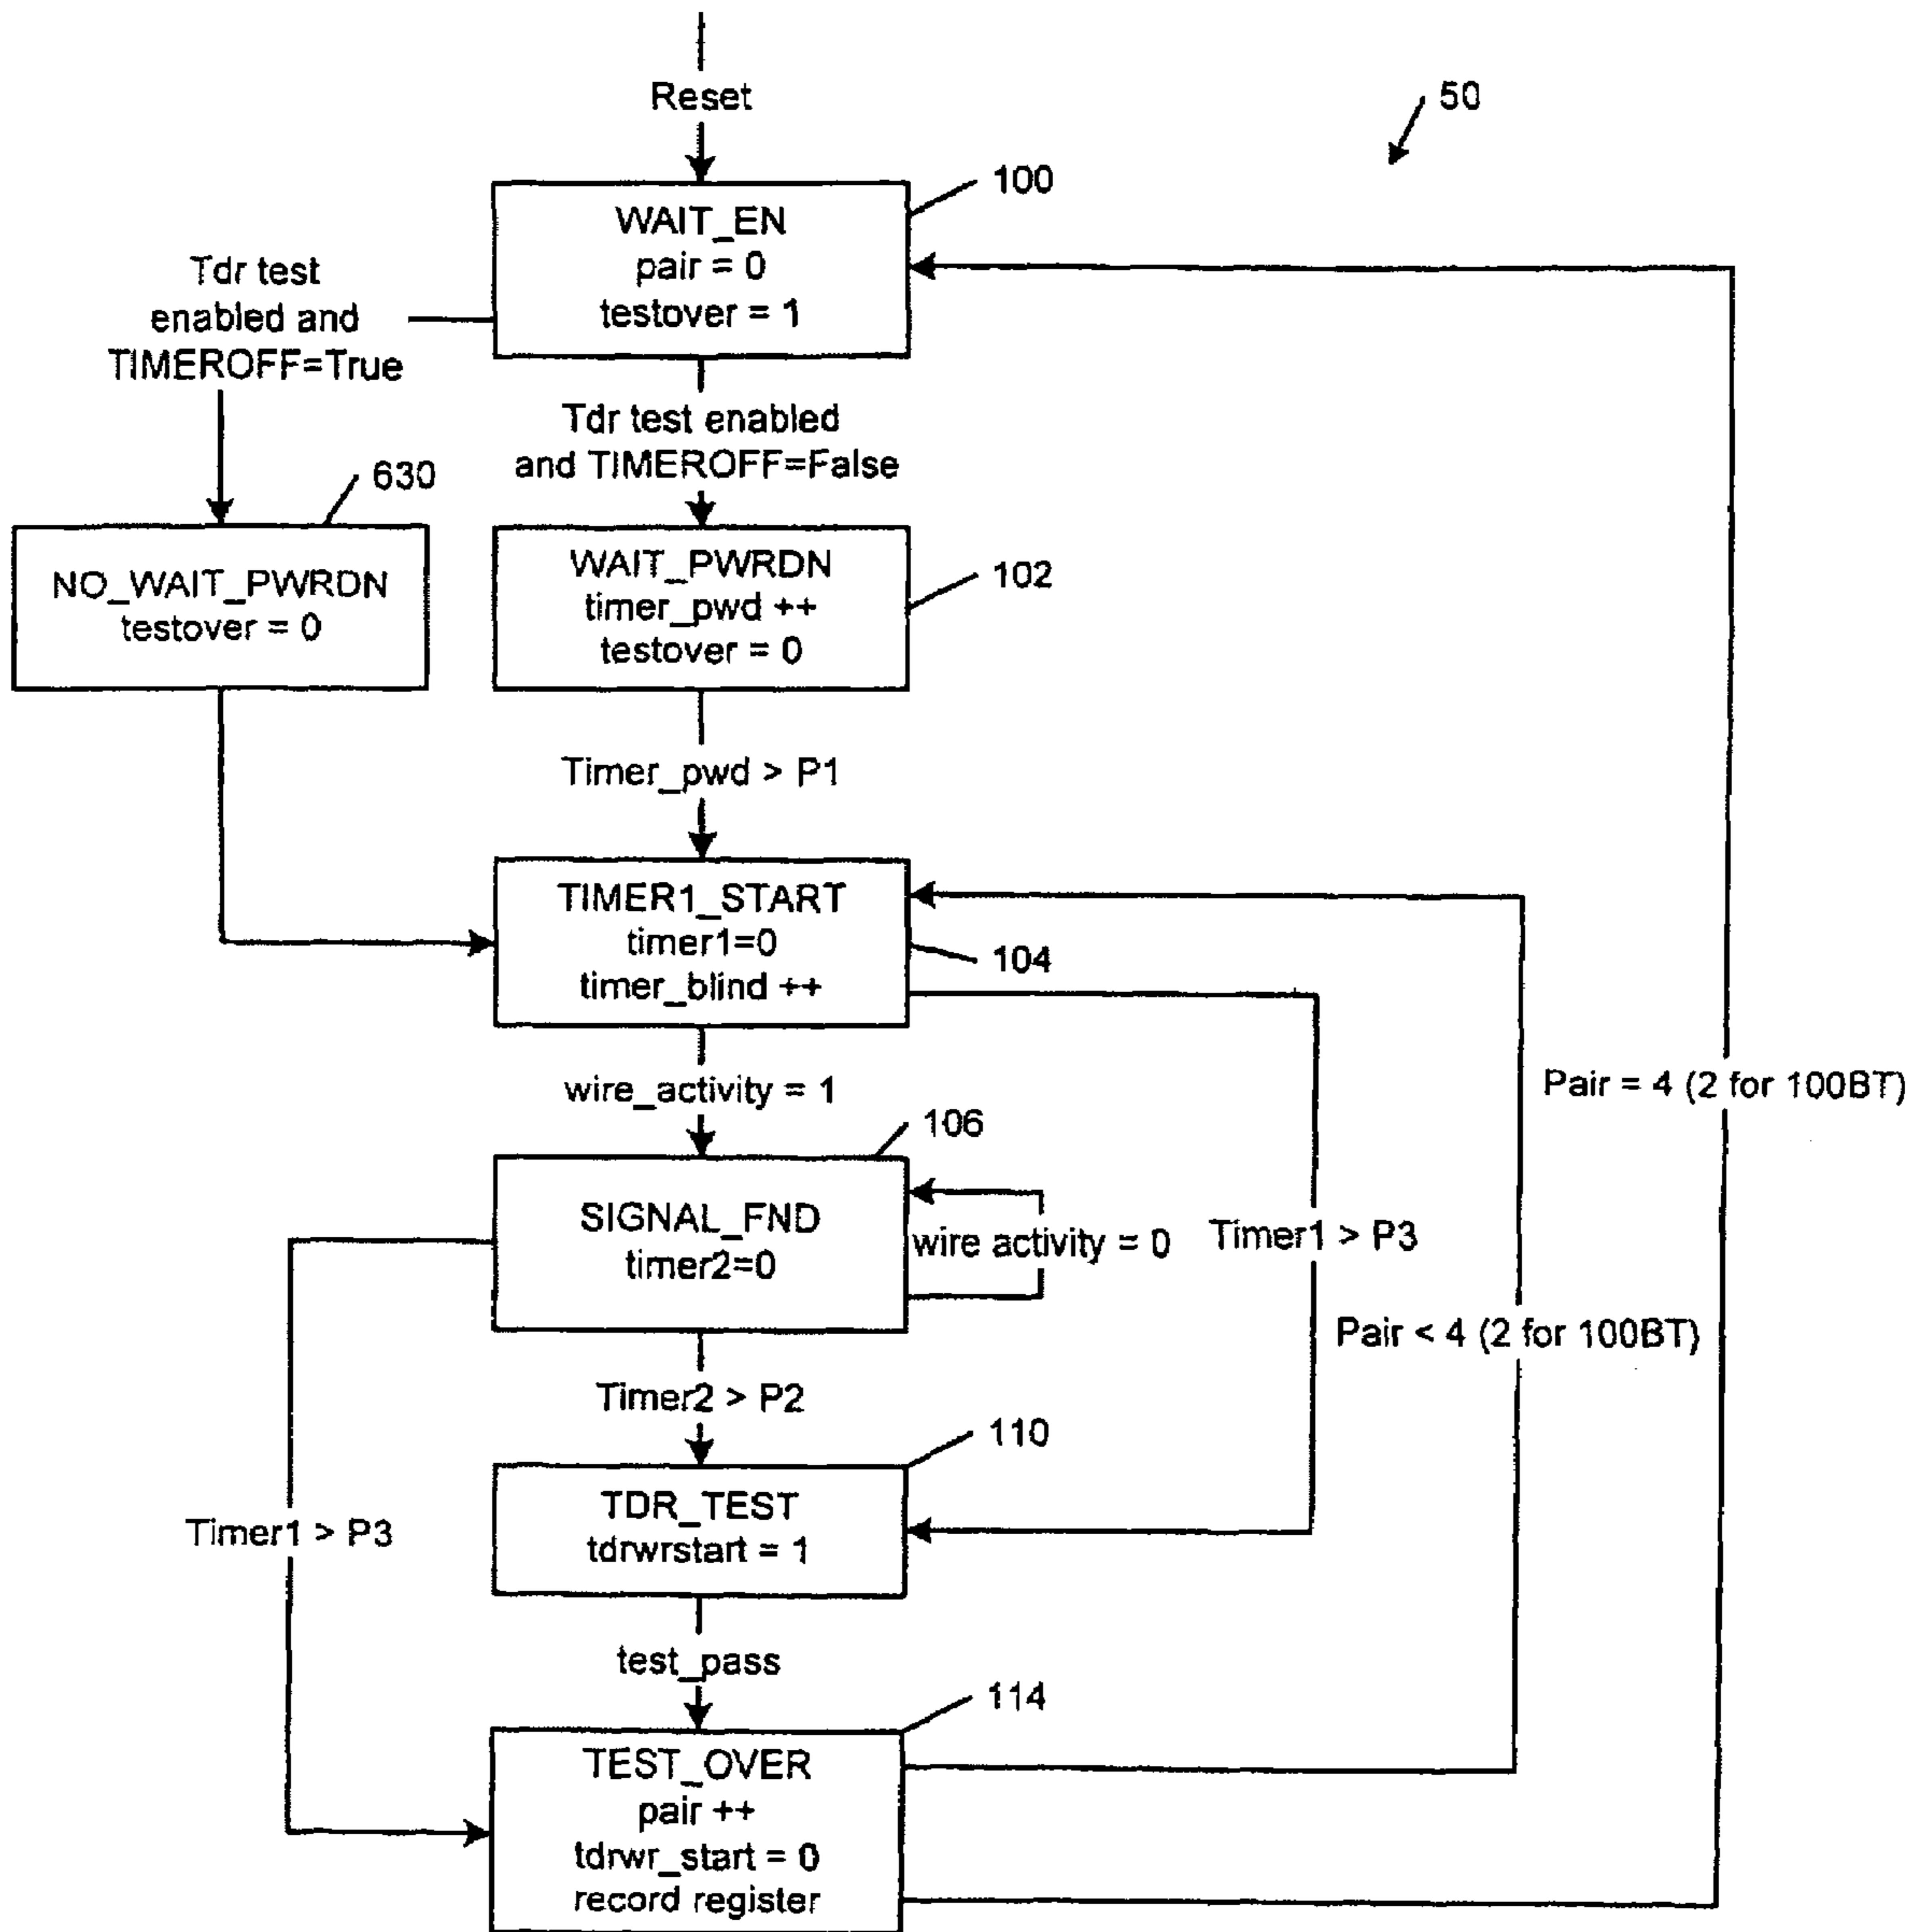 Reset
50
100
WAIT_EN
pair = 0
testover = 1
Tdr test
enabled and
TIMEROFF=True
Tdr test enabled
and TIMEROFF=False
630
NO_WAIT_PWRDN
testover = 0
WAIT_PWRDN
timer_pwd ++
testover = 0
102
Timer_pwd > P1
TIMER1_START
timer1=0
timer_blind ++
104
wire_activity = 1
Pair = 4 (2 for 100BT)
106
SIGNAL_FND
timer2=0
wire activity = 0
Timer1 > P3
Pair < 4 (2 for 100BT)
Timer2 > P2
110
TDR_TEST
tdrwrstart = 1
Timer1 > P3
test_pass
114
TEST_OVER
pair ++
tdrwr_start = 0
record register